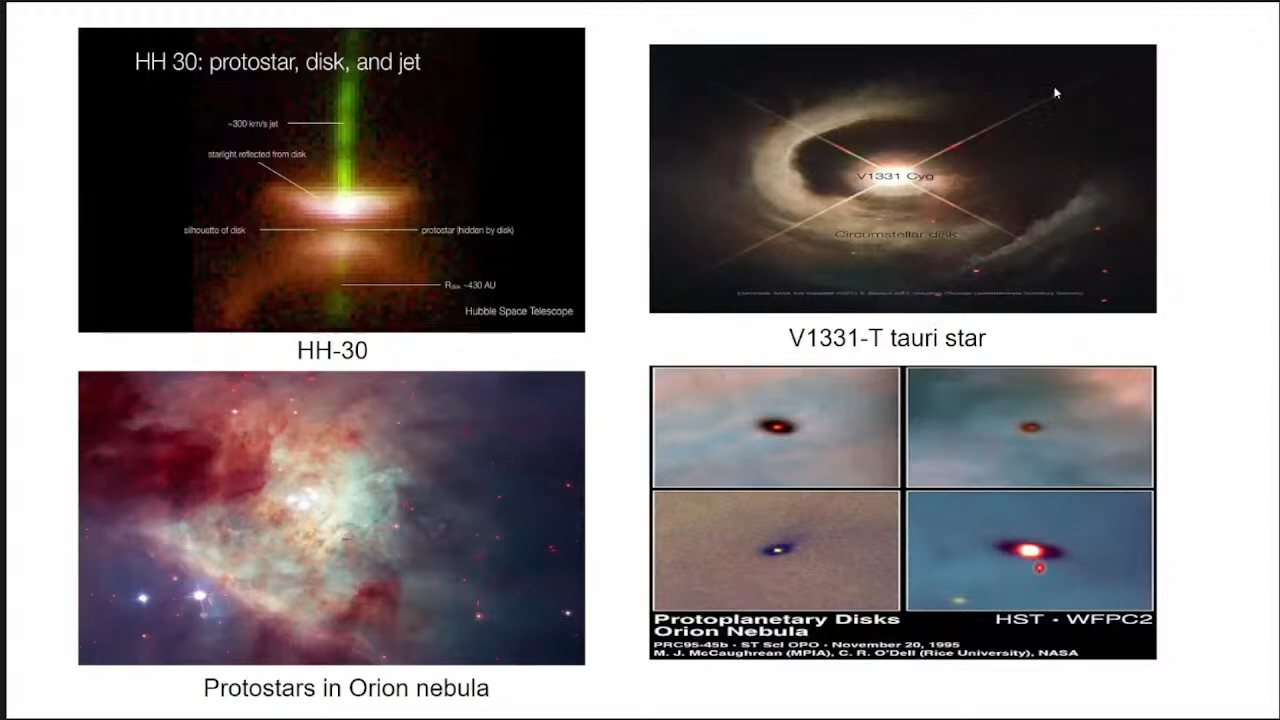 HH 30: protostar, disk, and jet
~300 km/s jet
starlight reflected from disk
silhouette of disk
protostar (hidden by disk)
Rdisk ~430 AU
Hubble Space Telescope
HH-30
V1331 Cyg
Circumstellar disk
V1331-T tauri star
Protostars in Orion nebula
Protoplanetary Disks
Orion Nebula
HST · WFPC2
PRC95-45b · ST ScI OPO · November 20, 1995
M. J. McCaughrean (MPIA), C. R. O'Dell (Rice University), NASA